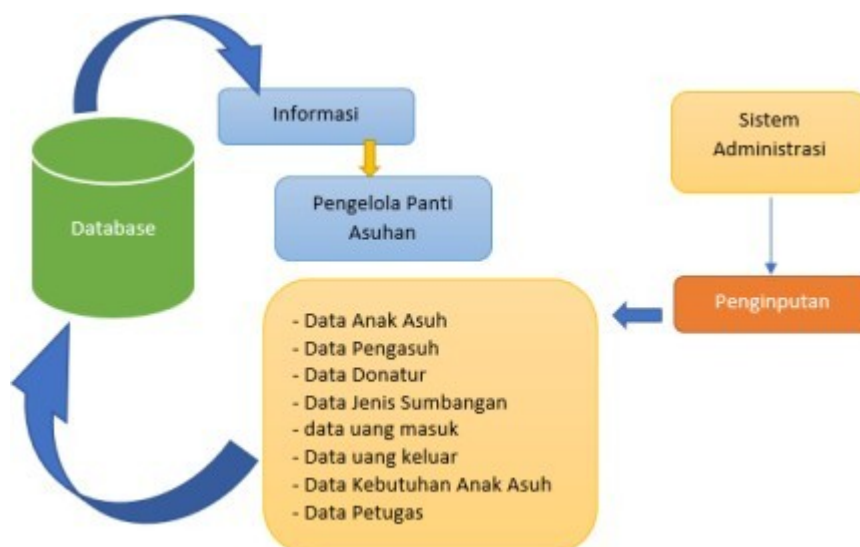 Informasi
Sistem
Administrasi
Database
Pengelola Panti
Asuhan
Penginputan
- Data Anak Asuh
- Data Pengasuh
- Data Donatur
- Data Jenis Sumbangan
- data uang masuk
- Data uang keluar
- Data Kebutuhan Anak Asuh
- Data Petugas